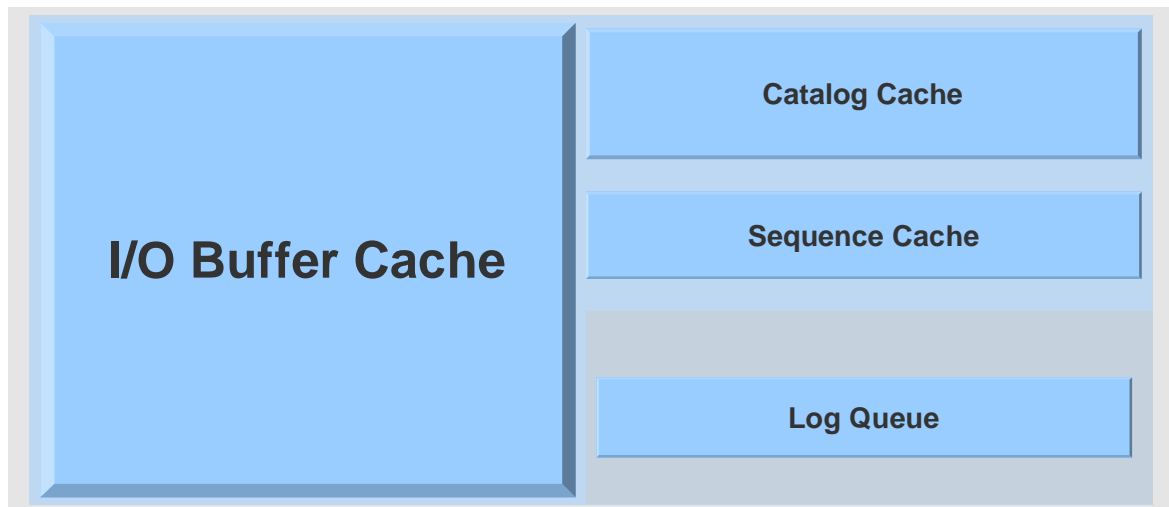 I/O Buffer Cache
Catalog Cache
Sequence Cache
Log Queue